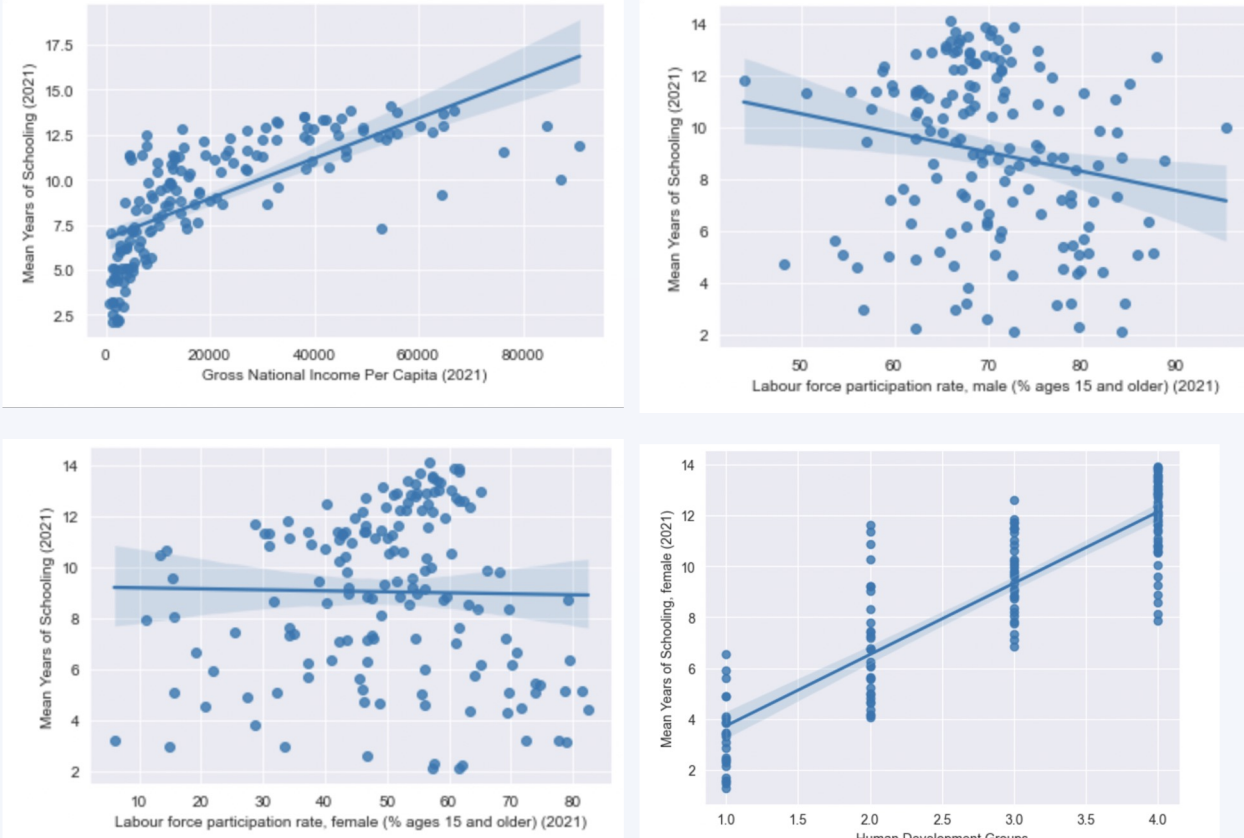 17.5
15.0
12.5
10.0
7.5
5.0
2.5
Mean Years of Schooling (2021)
0 20000 40000 60000 80000
Gross National Income Per Capita (2021)
14
12
10
8
6
4
2
Mean Years of Schooling (2021)
50 60 70 80 90
Labour force participation rate, male (% ages 15 and older) (2021)
14
12
10
8
6
4
2
Mean Years of Schooling (2021)
10 20 30 40 50 60 70 80
Labour force participation rate, female (% ages 15 and older) (2021)
14
12
10
8
6
4
2
Mean Years of Schooling, female (2021)
1.0 1.5 2.0 2.5 3.0 3.5 4.0
Human Development Groups